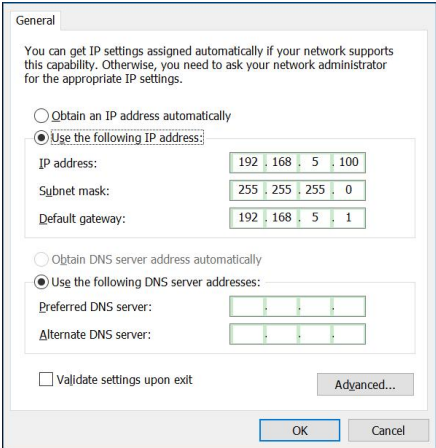 General
You can get IP settings assigned automatically if your network supports
this capability. Otherwise, you need to ask your network administrator
for the appropriate IP settings.
Obtain an IP address automatically
Use the following IP address:
IP address: 192 . 168 . 5 . 100
Subnet mask: 255 . 255 . 255 . 0
Default gateway: 192 . 168 . 5 . 1
Obtain DNS server address automatically
Use the following DNS server addresses:
Preferred DNS server: . . .
Alternate DNS server: . . .
Validate settings upon exit
Advanced...
OK Cancel